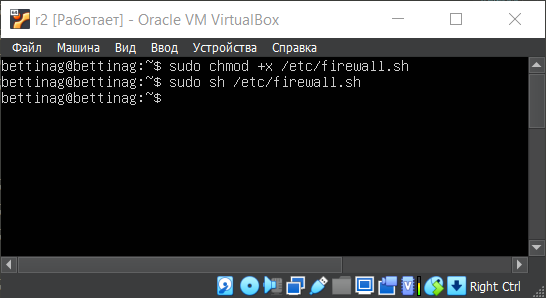 r2 [Работает] - Oracle VM VirtualBox
Файл Машина Вид Ввод Устройства Справка
bettinag@bettinag:~$ sudo chmod +x /etc/firewall.sh
bettinag@bettinag:~$ sudo sh /etc/firewall.sh
bettinag@bettinag:~$
Right Ctrl